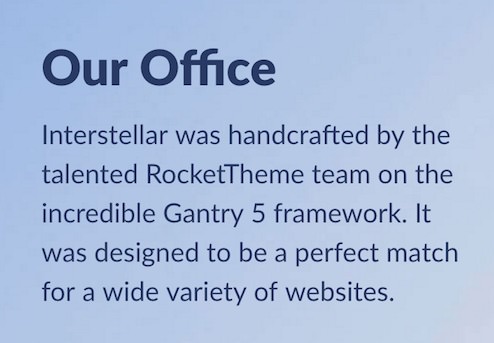 Our Office
Interstellar was handcrafted by the
talented RocketTheme team on the
incredible Gantry 5 framework. It
was designed to be a perfect match
for a wide variety of websites.